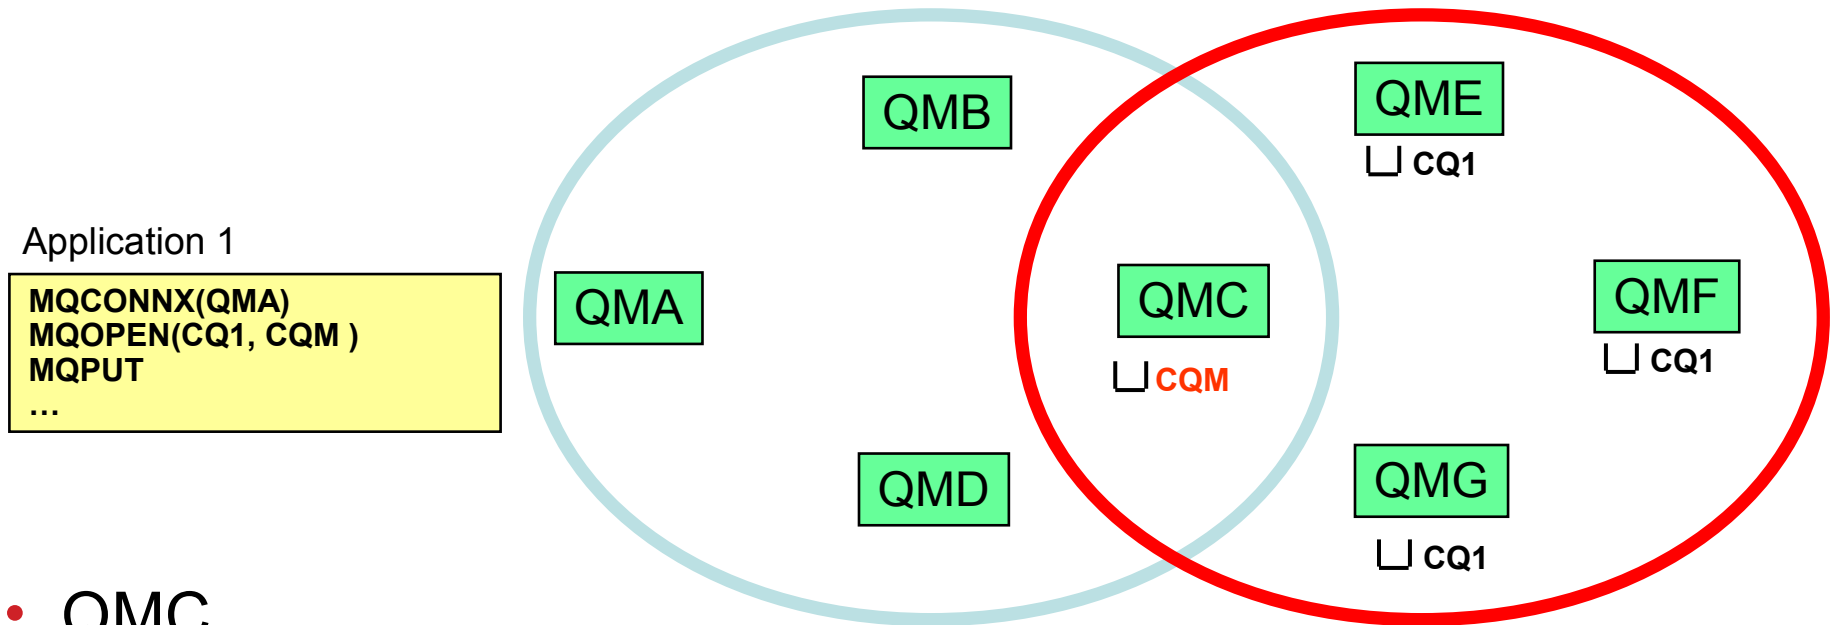 Application 1
MQCONNX(QMA)
MQOPEN(CQ1, CQM )
MQPUT
…
QMA
QMB
QMC
CQM
QMD
QME
CQ1
QMF
CQ1
QMG
CQ1
• QMC